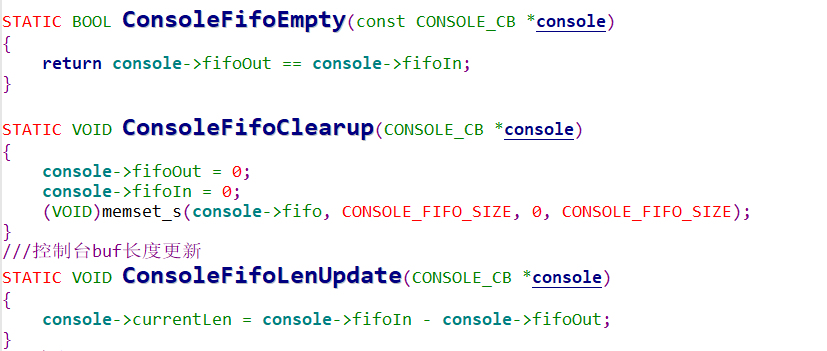 STATIC BOOL ConsoleFifoEmpty(const CONSOLE_CB *console)
{
    return console->fifoOut == console->fifoIn;
}

STATIC VOID ConsoleFifoClearup(CONSOLE_CB *console)
{
    console->fifoOut = 0;
    console->fifoIn = 0;
    (VOID)memset_s(console->fifo, CONSOLE_FIFO_SIZE, 0, CONSOLE_FIFO_SIZE);
}
///控制台buf长度更新
STATIC VOID ConsoleFifoLenUpdate(CONSOLE_CB *console)
{
    console->currentLen = console->fifoIn - console->fifoOut;
}